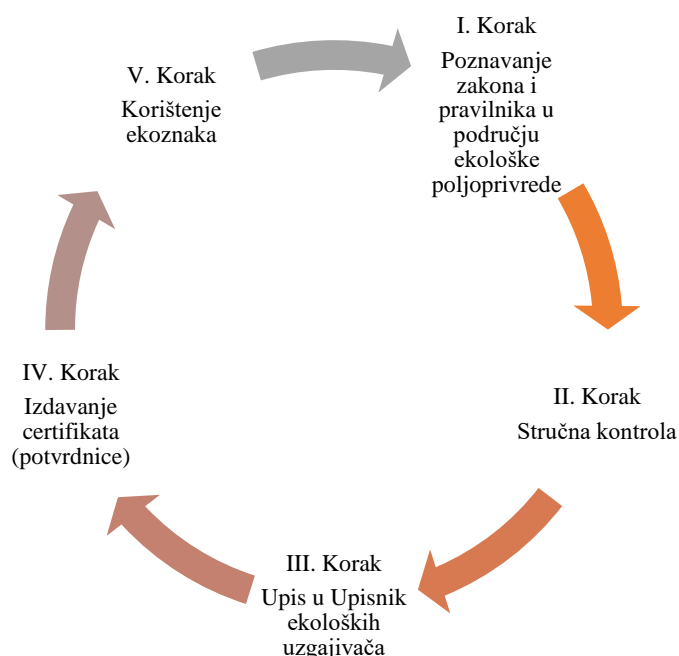 I. Korak
Poznavanje
zakona i
pravilnika u
području
ekološke
poljoprivrede
II. Korak
Stručna kontrola
III. Korak
Upis u Upisnik
ekoloških
uzgajivača
IV. Korak
Izdavanje
certifikata
(potvrdnice)
V. Korak
Korištenje
ekoznaka